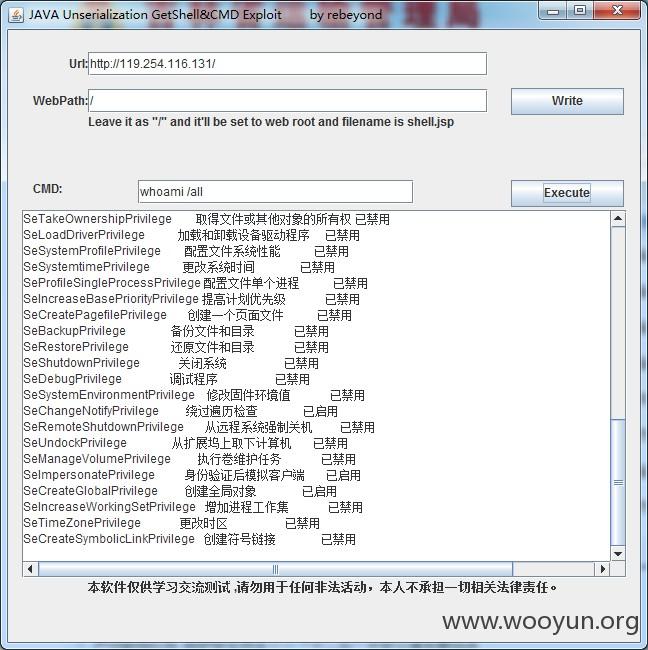 JAVA Unserialization GetShell&CMD Exploit by rebeyond
Url: http://119.254.116.131/
WebPath: / Write
Leave it as "/" and it'll be set to web root and filename is shell.jsp
CMD: whoami /all Execute
SeTakeOwnershipPrivilege 取得文件或其他对象的所有权 已禁用
SeLoadDriverPrivilege 加载和卸载设备驱动程序 已禁用
SeSystemProfilePrivilege 配置文件系统性能 已禁用
SeSystemtimePrivilege 更改系统时间 已禁用
SeProfileSingleProcessPrivilege 配置文件单个进程 已禁用
SeIncreaseBasePriorityPrivilege 提高计划优先级 已禁用
SeCreatePagefilePrivilege 创建一个页面文件 已禁用
SeBackupPrivilege 备份文件和目录 已禁用
SeRestorePrivilege 还原文件和目录 已禁用
SeShutdownPrivilege 关闭系统 已禁用
SeDebugPrivilege 调试程序 已禁用
SeSystemEnvironmentPrivilege 修改固件环境值 已禁用
SeChangeNotifyPrivilege 绕过遍历检查 已启用
SeRemoteShutdownPrivilege 从远程系统强制关机 已禁用
SeUndockPrivilege 从扩展坞上取下计算机 已禁用
SeManageVolumePrivilege 执行卷维护任务 已禁用
SeImpersonatePrivilege 身份验证后模拟客户端 已启用
SeCreateGlobalPrivilege 创建全局对象 已启用
SeIncreaseWorkingSetPrivilege 增加进程工作集 已禁用
SeTimeZonePrivilege 更改时区 已禁用
SeCreateSymbolicLinkPrivilege 创建符号链接 已禁用
本软件仅供学习交流测试,请勿用于任何非法活动，本人不承担一切相关法律责任。
www.wooyun.org